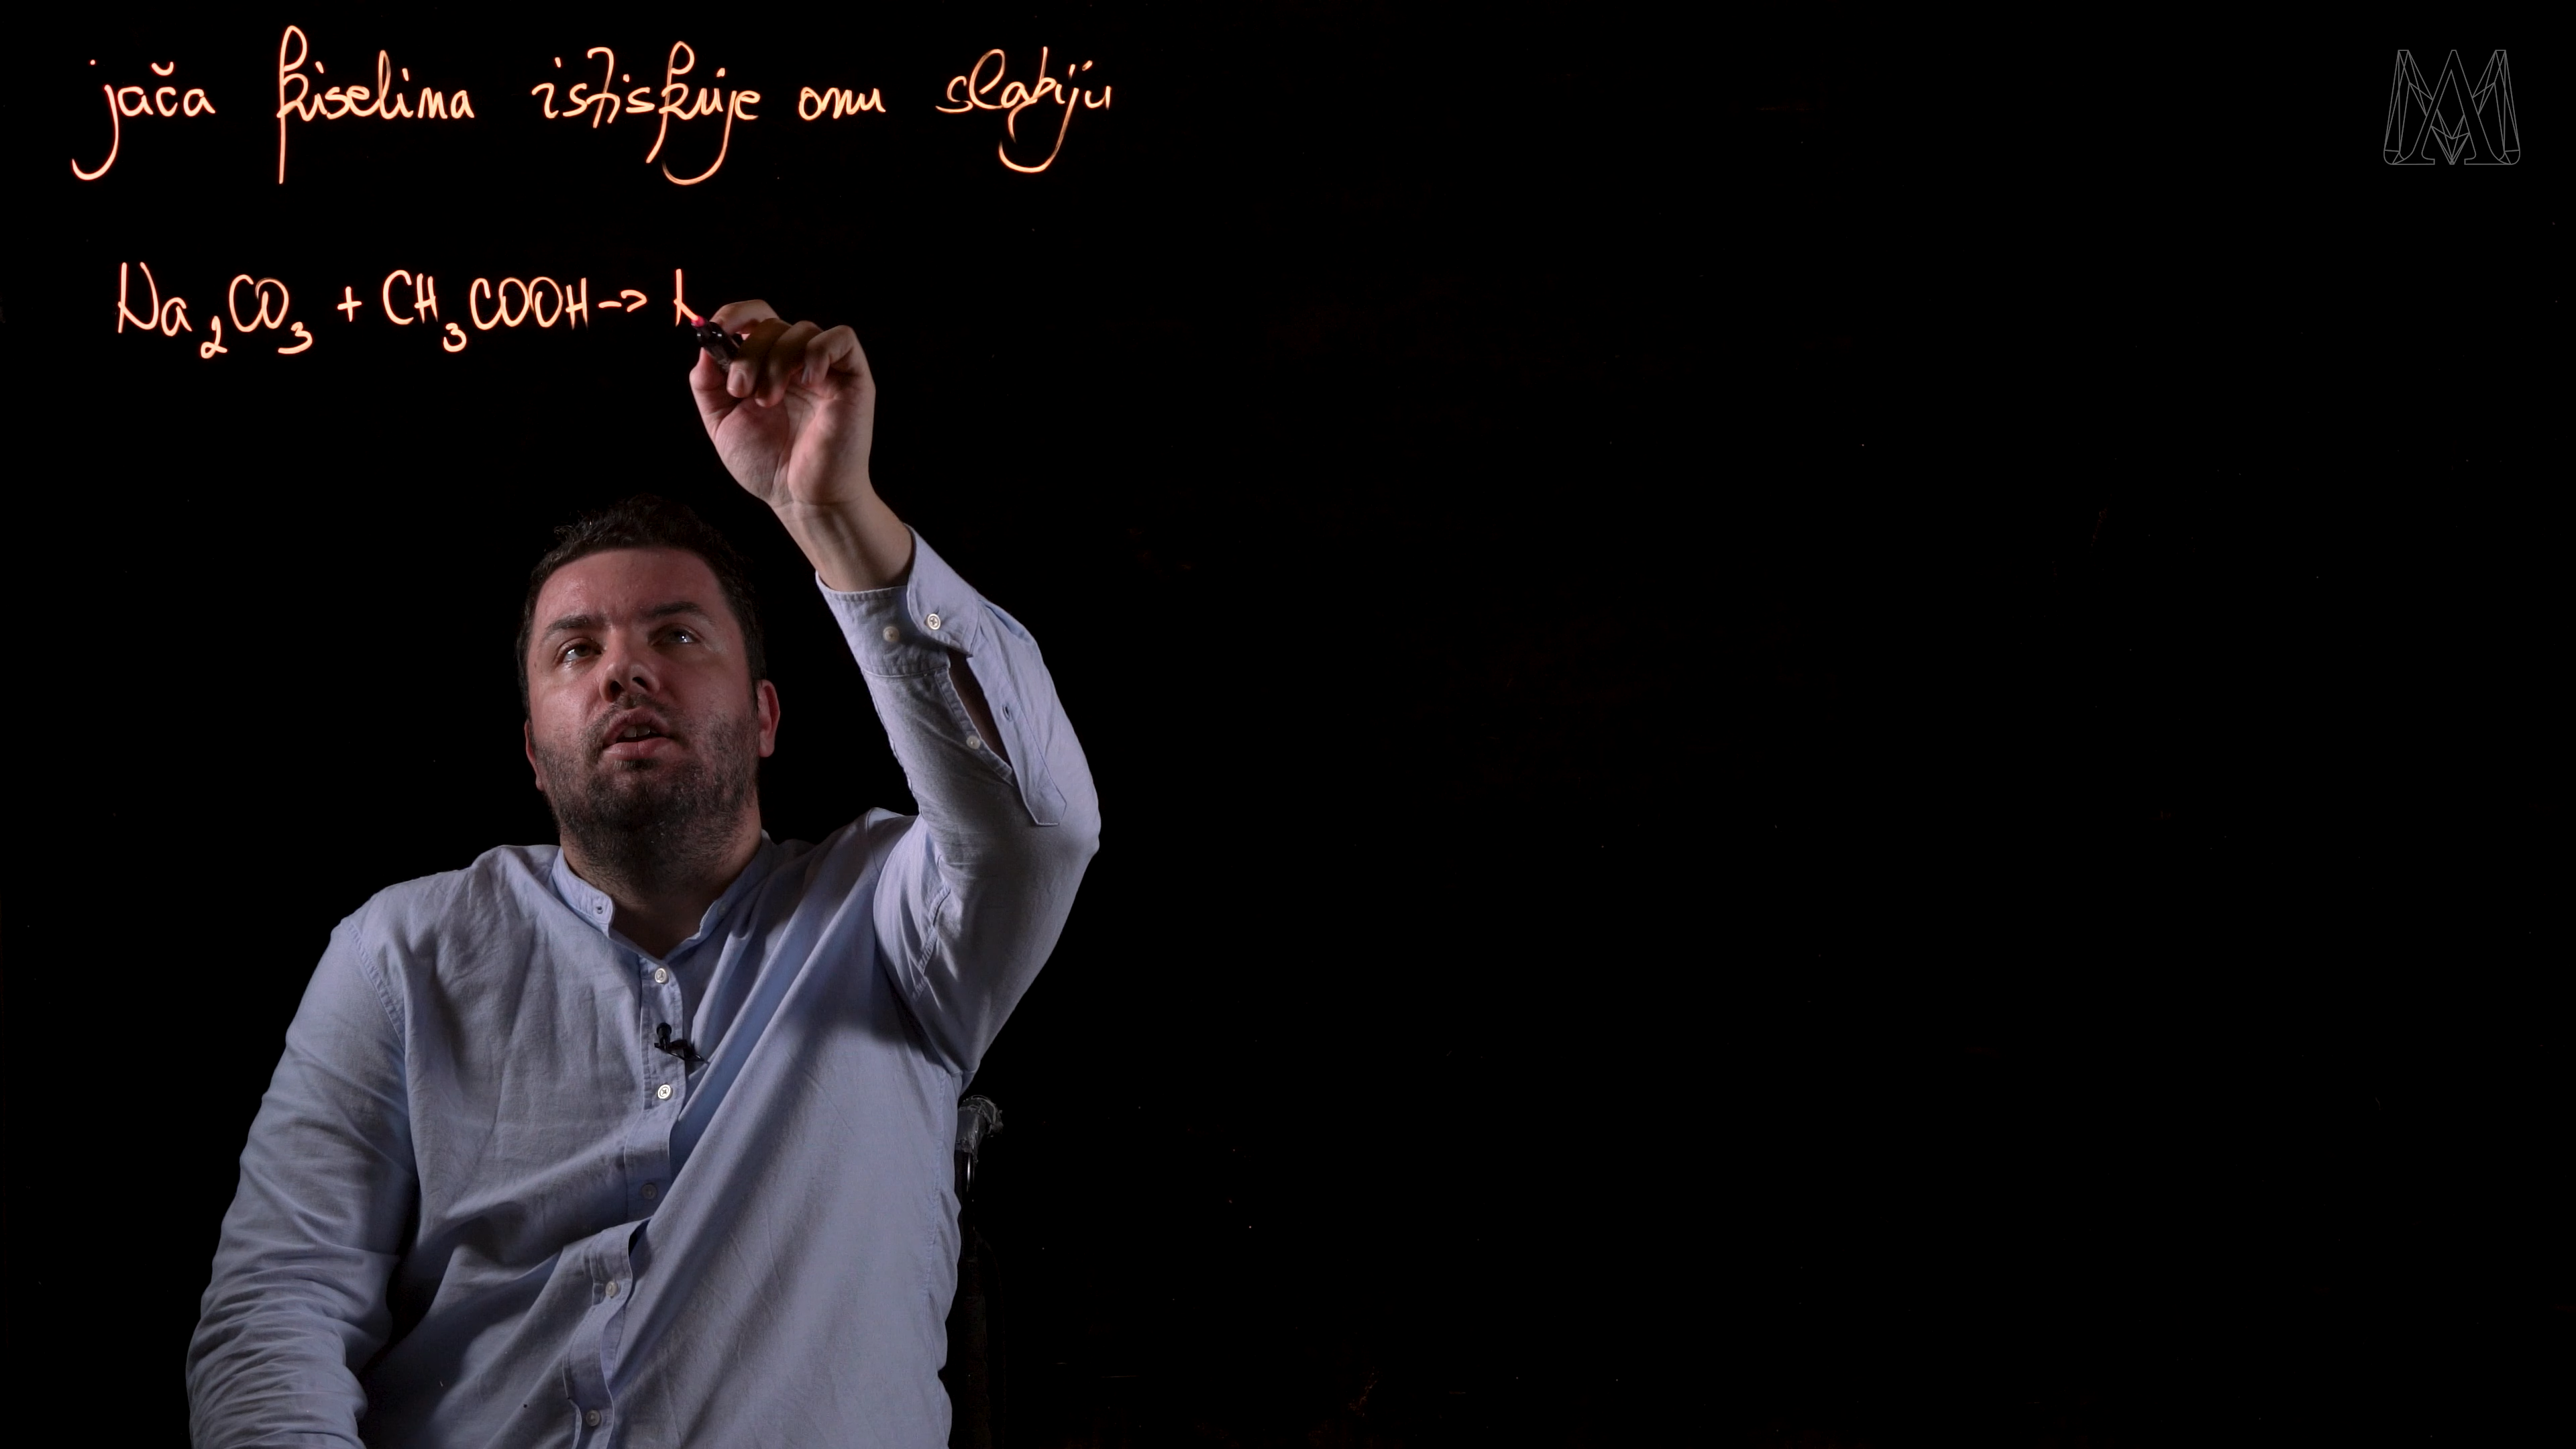 jača kiselina istiskuje onu slabiju
Na₂CO₃ + CH₃COOH →